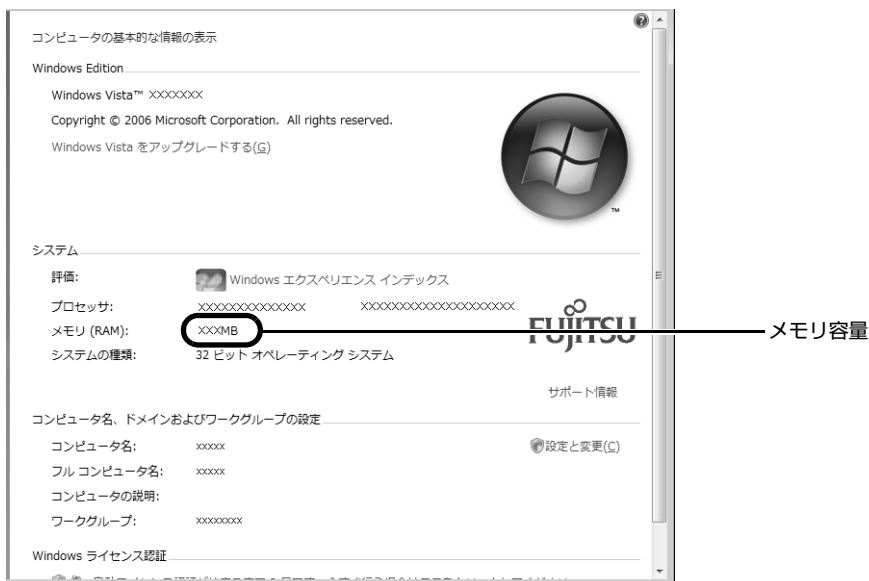 コンピュータの基本的な情報の表示
Windows Edition
Windows Vista™ XXXXXXX
Copyright © 2006 Microsoft Corporation. All rights reserved.
Windows Vista をアップグレードする(G)
TM
システム
評価: Windows エクスペリエンス インデックス
プロセッサ: XXXXXXXXXXXXXX XXXXXXXXXXXXXXXXXXXX
メモリ (RAM): XXXMB
メモリ容量
FUJITSU
システムの種類: 32 ビット オペレーティング システム
サポート情報
コンピュータ名、ドメインおよびワークグループの設定
コンピュータ名: xxxxx
設定と変更(C)
フル コンピュータ名: xxxxx
コンピュータの説明:
ワークグループ: xxxxxxxx
Windows ライセンス認証